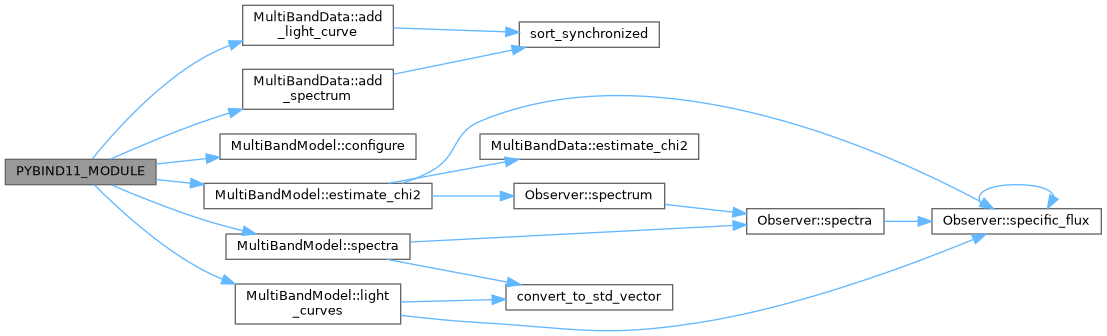 PYBIND11_MODULE
MultiBandData::add
_light_curve
sort_synchronized
MultiBandData::add
_spectrum
MultiBandModel::configure
MultiBandModel::estimate_chi2
MultiBandData::estimate_chi2
Observer::spectrum
Observer::spectra
Observer::specific_flux
MultiBandModel::spectra
convert_to_std_vector
MultiBandModel::light
_curves